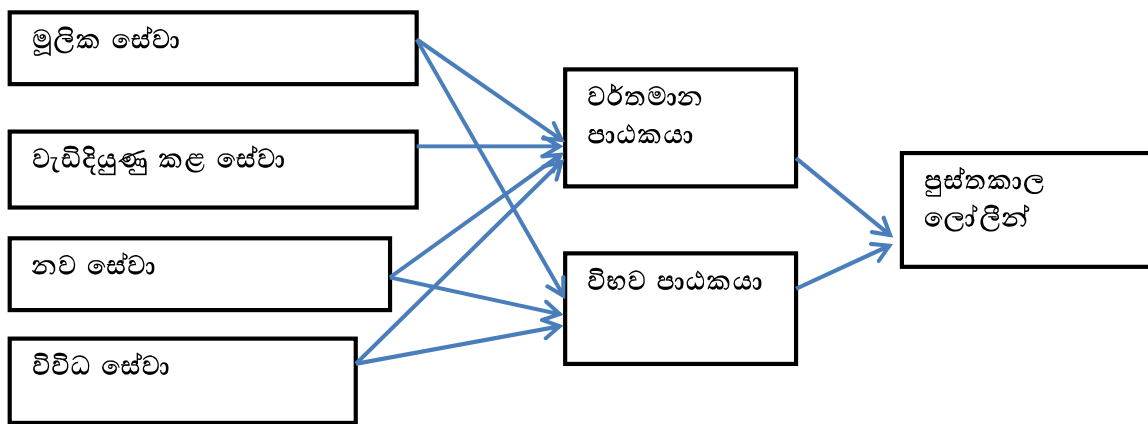 මූලික සේවා
වැඩිදියුණු කළ සේවා
නව සේවා
විවිධ සේවා
වර්තමාන
පාඨකයා
විභව පාඨකයා
පුස්තකාල
ලෝලීන්